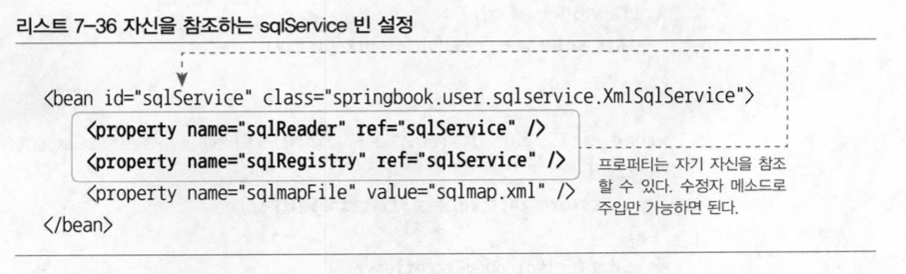 리스트 7-36 자신을 참조하는 sqlService 빈 설정
<bean id="sqlService" class="springbook.user.sqlservice.XmlSqlService">
<property name="sqlReader" ref="sqlService" />
<property name="sqlRegistry" ref="sqlService" />
<property name="sqlmapFile" value="sqlmap.xml" />
</bean>
프로퍼티는 자기 자신을 참조
할 수 있다. 수정자 메소드로
주입만 가능하면 된다.